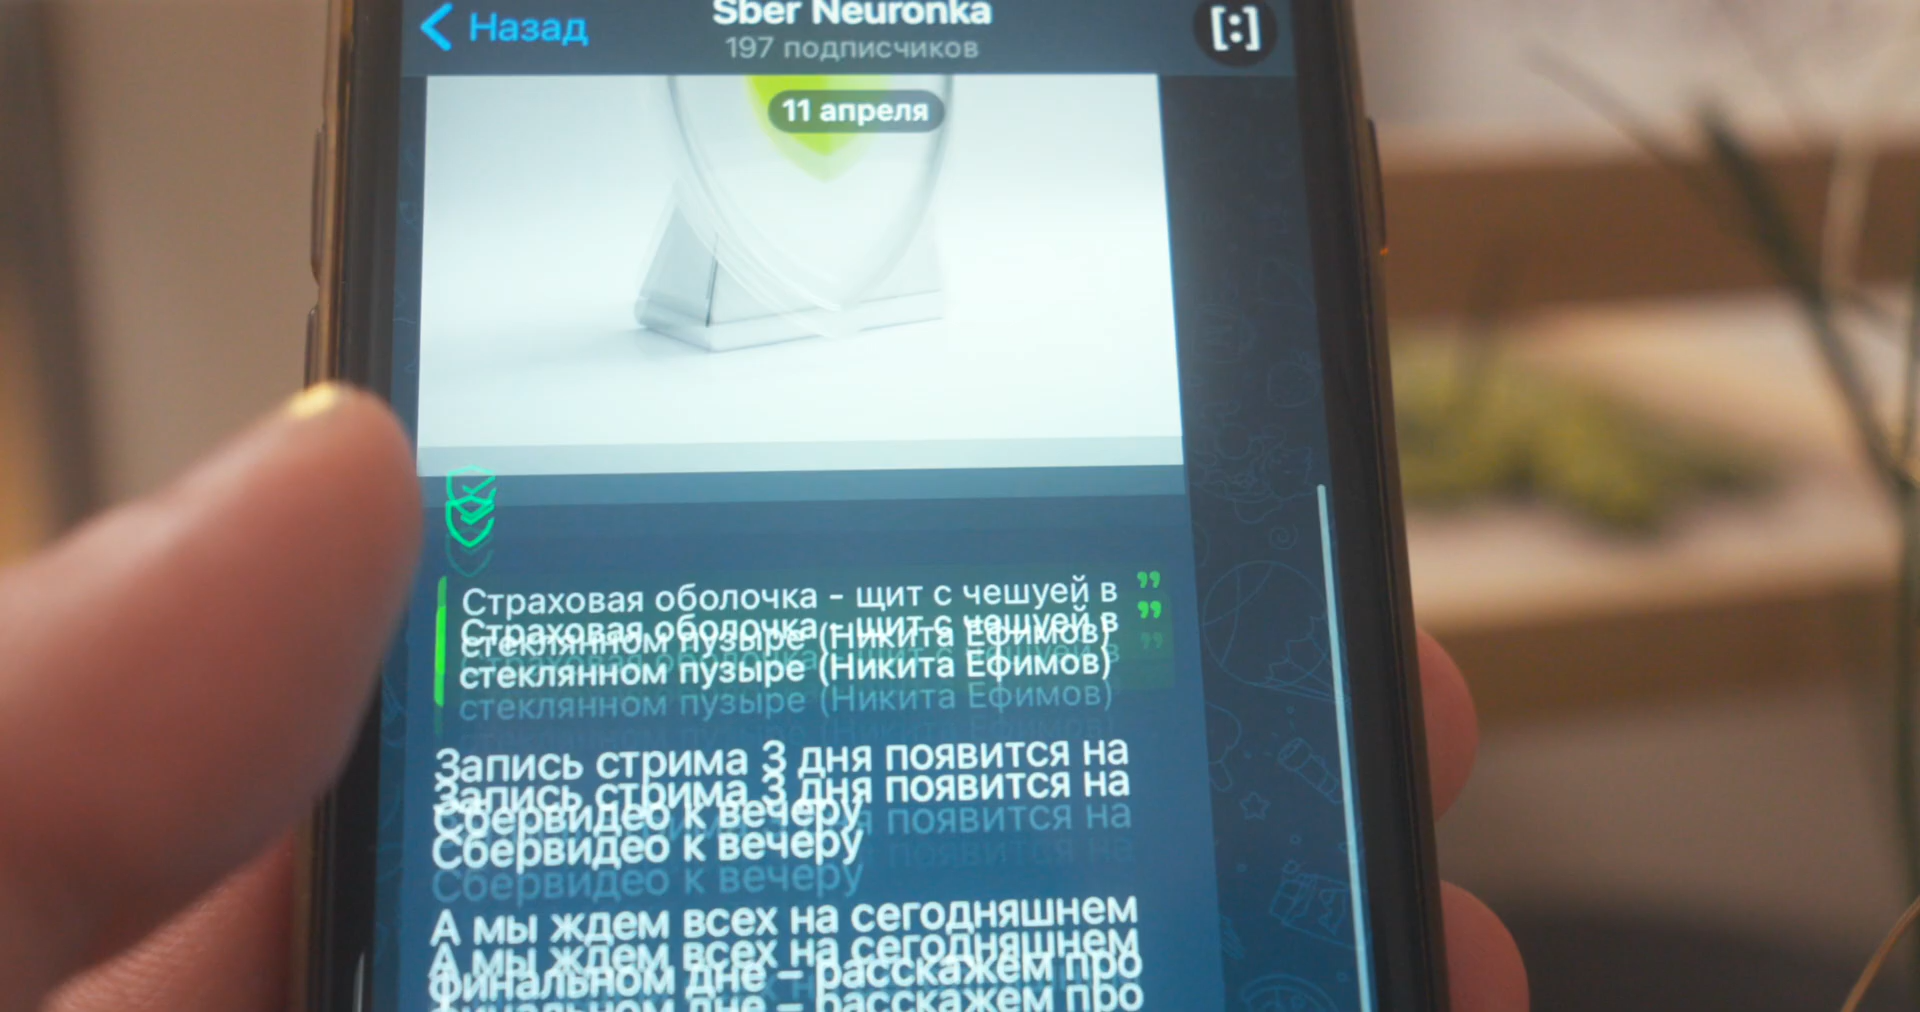 Назад
Sber Neuronka
197 подписчиков
[:]
11 апреля
Страховая оболочка - щит с чешуей в
стеклянном пузыре (Никита Ефимов)
Запись стрима 3 дня появится на
Сбервидео к вечеру
А мы ждем всех на сегодняшнем
финальном дне – расскажем про